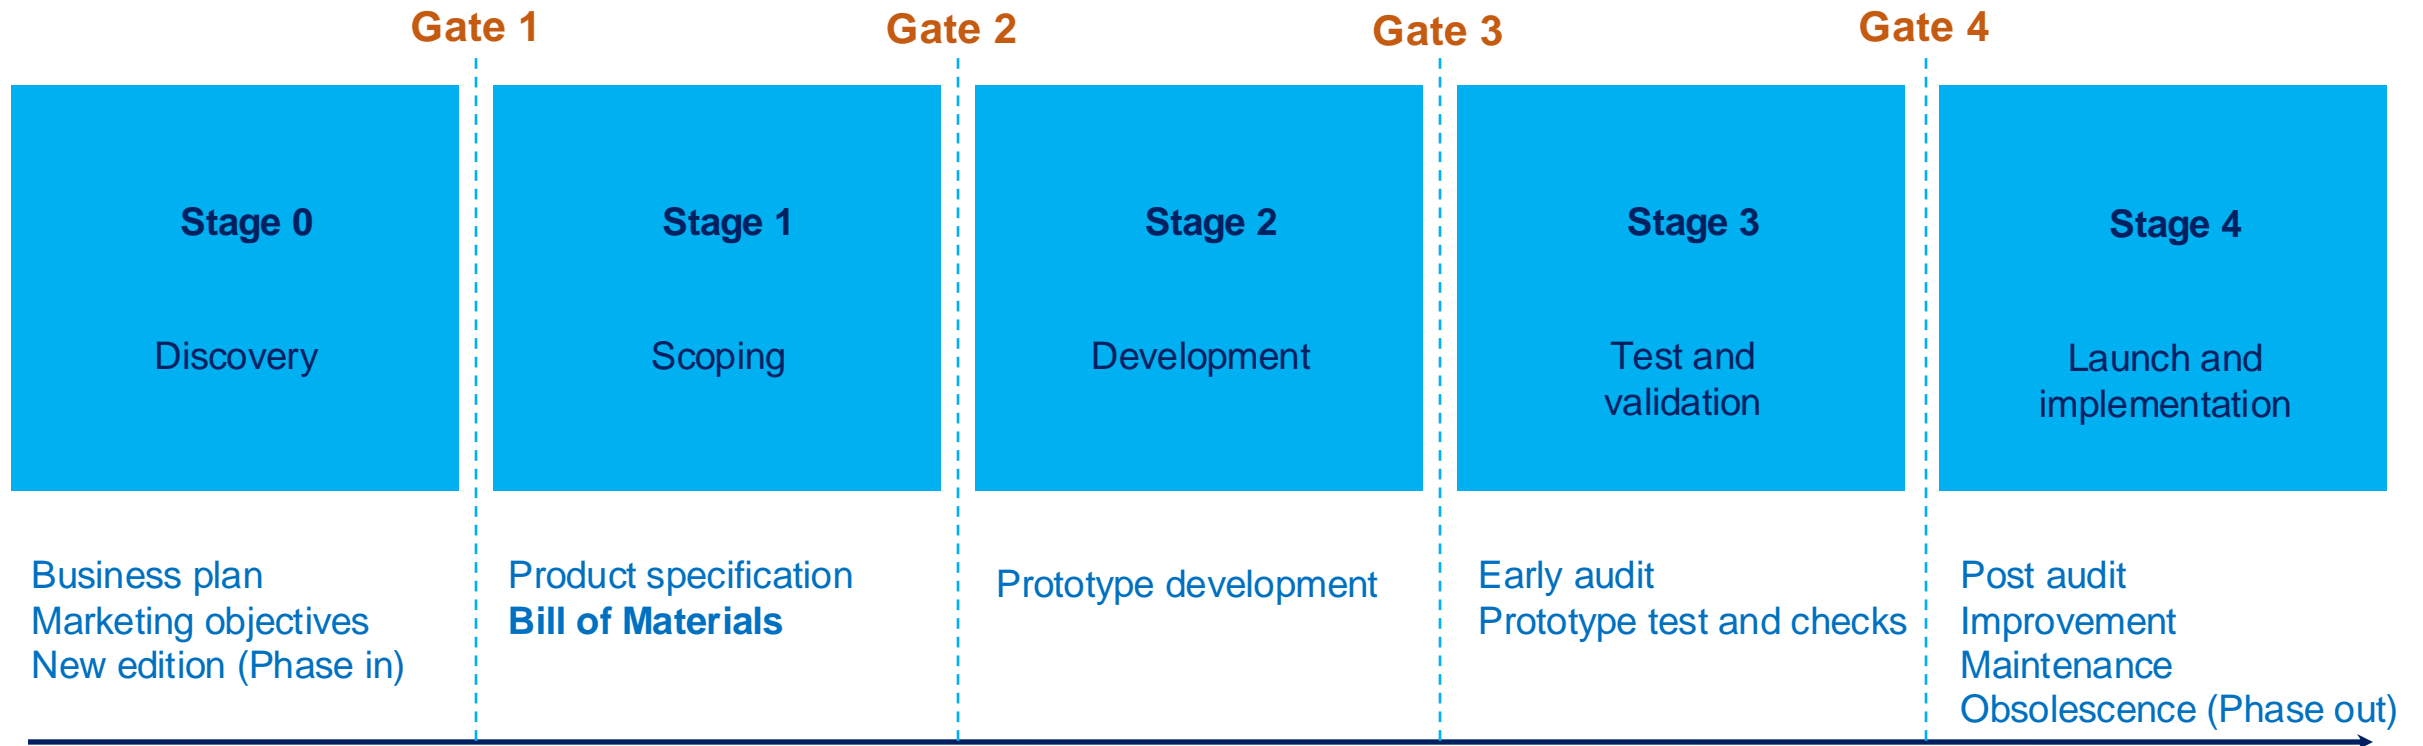 Gate 1
Gate 2
Gate 3
Gate 4
Stage 0
Discovery
Stage 1
Scoping
Stage 2
Development
Stage 3
Test and
validation
Stage 4
Launch and
implementation
Business plan
Marketing objectives
New edition (Phase in)
Product specification
Bill of Materials
Prototype development
Early audit
Prototype test and checks
Post audit
Improvement
Maintenance
Obsolescence (Phase out)